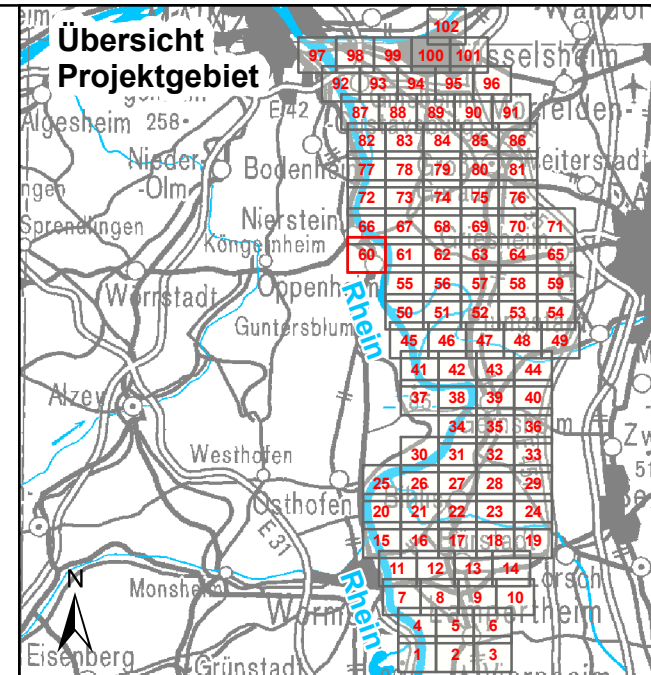 Übersicht
Projektgebiet
102
97 98 99 100 101
sselsheim
92 93 94 95 96
E 42
87 88 89 90 91
Algesheim 258
82 83 84 85 86
Nieder
-Olm
Bodenheim
77 78 79 80 81
Weiterstadt
72 73 74 75 76
Sprendlingen
Nierstein
66 67 68 69 70 71
Köngernheim
60 61 62 63 64 65
Wörrstadt
Oppenheim
55 56 57 58 59
Rhein
Guntersblum
50 51 52 53 54
45 46 47 48 49
41 42 43 44
Alzey
37 38 39 40
34 35 36
Westhofen
30 31 32 33
25 26 27 28 29
Osthofen
20 21 22 23 24
E 31
15 16 17 18 19
11 12 13 14
Lorsch
N
Monsheim
Rhein
7 8 9 10
Worms
4 5 6
Eisenberg
Grünstadt
1 2 3